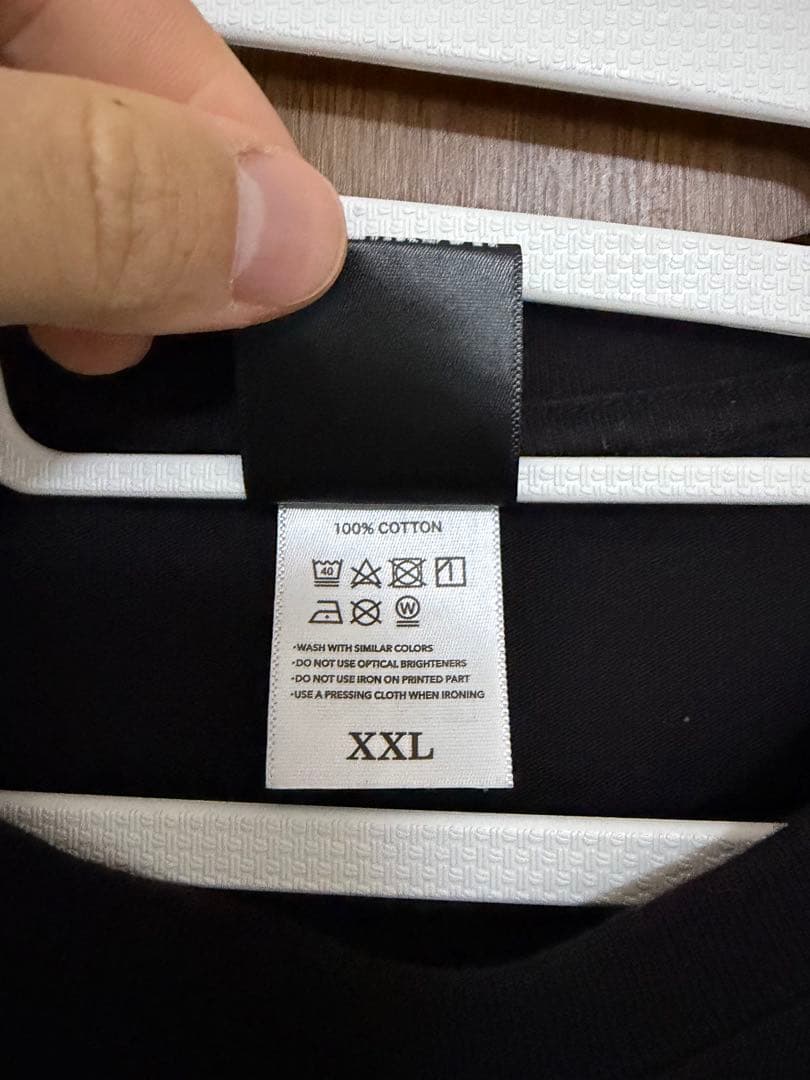 100% COTTON
40
W
•WASH WITH SIMILAR COLORS
•DO NOT USE OPTICAL BRIGHTENERS
•DO NOT USE IRON ON PRINTED PART
•USE A PRESSING CLOTH WHEN IRONING
XXL